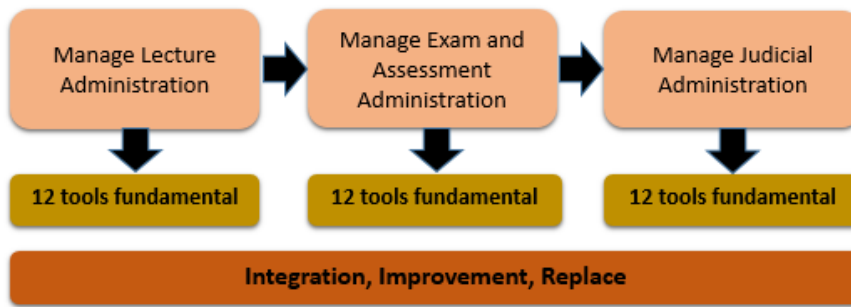 Manage Lecture
Administration
Manage Exam and
Assessment
Administration
Manage Judicial
Administration
12 tools fundamental
12 tools fundamental
12 tools fundamental
Integration, Improvement, Replace